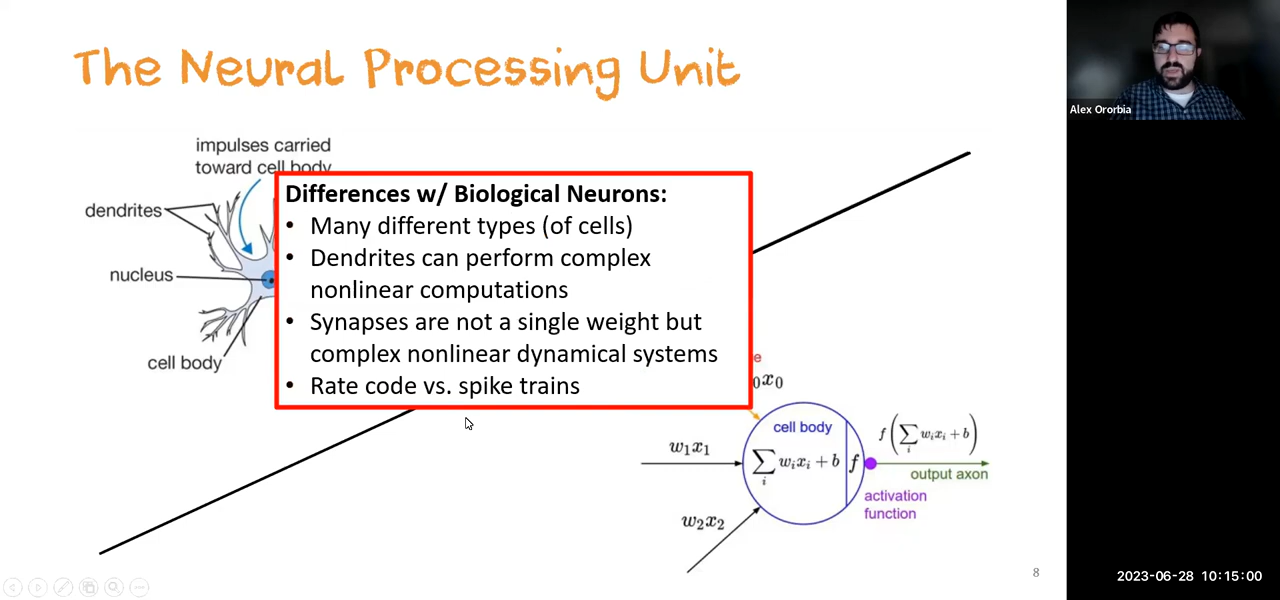 The Neural Processing Unit
Alex Ororbia
impulses carried
toward cell body
dendrites
nucleus
cell body
Differences w/ Biological Neurons:
• Many different types (of cells)
• Dendrites can perform complex
nonlinear computations
• Synapses are not a single weight but
complex nonlinear dynamical systems
• Rate code vs. spike trains
e
₀x₀
w₁x₁
w₂x₂
cell body
∑ᵢ wᵢxᵢ + b
f
f(∑ᵢ wᵢxᵢ + b)
output axon
activation
function
8
2023-06-28 10:15:00